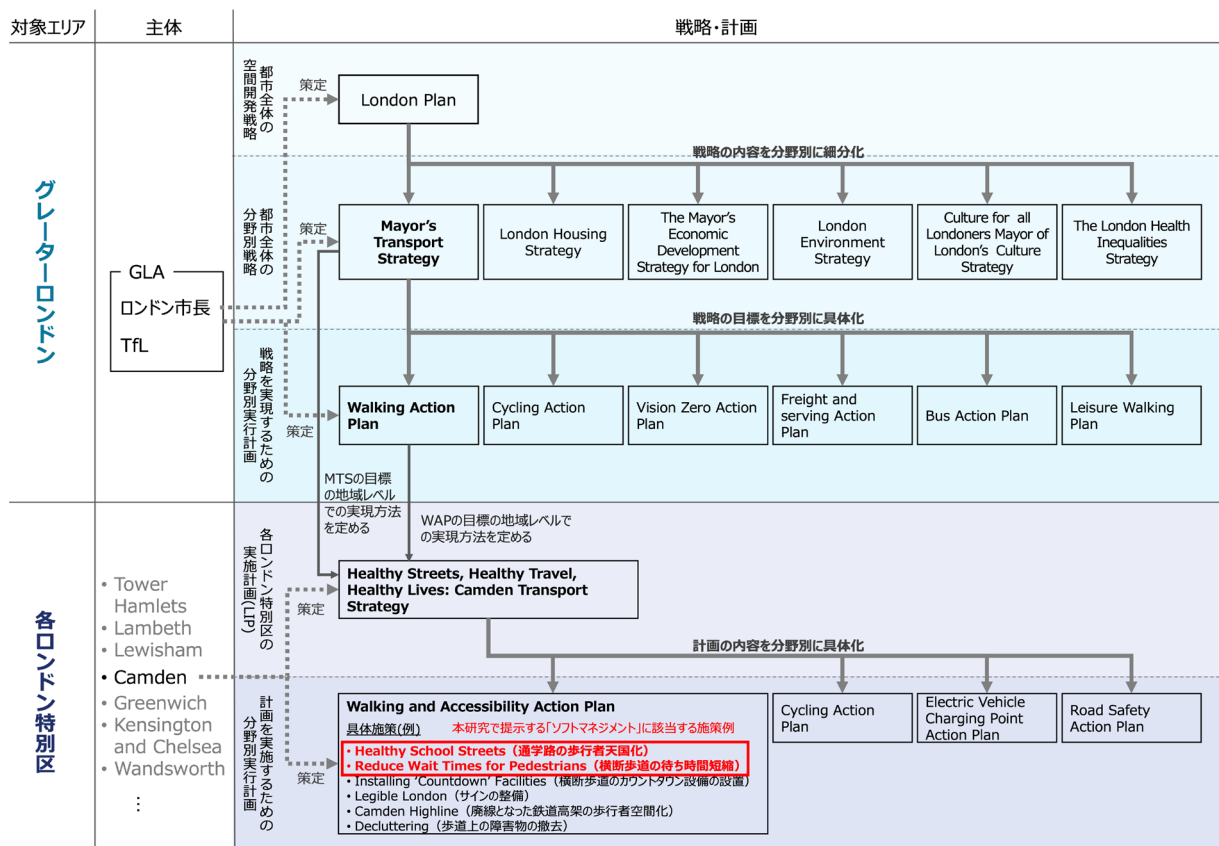 対象エリア
主体
戦略・計画
グレーターロンドン
GLA
ロンドン市長
TfL
都市全体の
空間開発戦略
策定
London Plan
戦略の内容を分野別に細分化
都市全体の
分野別戦略
策定
Mayor's
Transport
Strategy
London Housing
Strategy
The Mayor's
Economic
Development
Strategy for London
London
Environment
Strategy
Culture for all
Londoners Mayor of
London's Culture
Strategy
The London Health
Inequalities
Strategy
戦略の目標を分野別に具体化
戦略を実現するための
分野別実行計画
策定
Walking Action
Plan
Cycling Action
Plan
Vision Zero Action
Plan
Freight and
serving Action
Plan
Bus Action Plan
Leisure Walking
Plan
MTSの目標
の地域レベル
での実現方法
を定める
WAPの目標の地域レベルで
の実現方法を定める
各ロンドン特別区
• Tower
Hamlets
• Lambeth
• Lewisham
• Camden
• Greenwich
• Kensington
and Chelsea
• Wandsworth
⋮
各ロンドン特別区の
実施計画(LIP)
策定
Healthy Streets, Healthy Travel,
Healthy Lives: Camden Transport
Strategy
計画の内容を分野別に具体化
計画を実施するための
分野別実行計画
策定
Walking and Accessibility Action Plan
具体施策(例) 本研究で提示する「ソフトマネジメント」に該当する施策例
• Healthy School Streets（通学路の歩行者天国化）
• Reduce Wait Times for Pedestrians（横断歩道の待ち時間短縮）
• Installing 'Countdown' Facilities（横断歩道のカウントダウン設備の設置）
• Legible London（サインの整備）
• Camden Highline（廃線となった鉄道高架の歩行者空間化）
• Decluttering（歩道上の障害物の撤去）
Cycling Action
Plan
Electric Vehicle
Charging Point
Action Plan
Road Safety
Action Plan